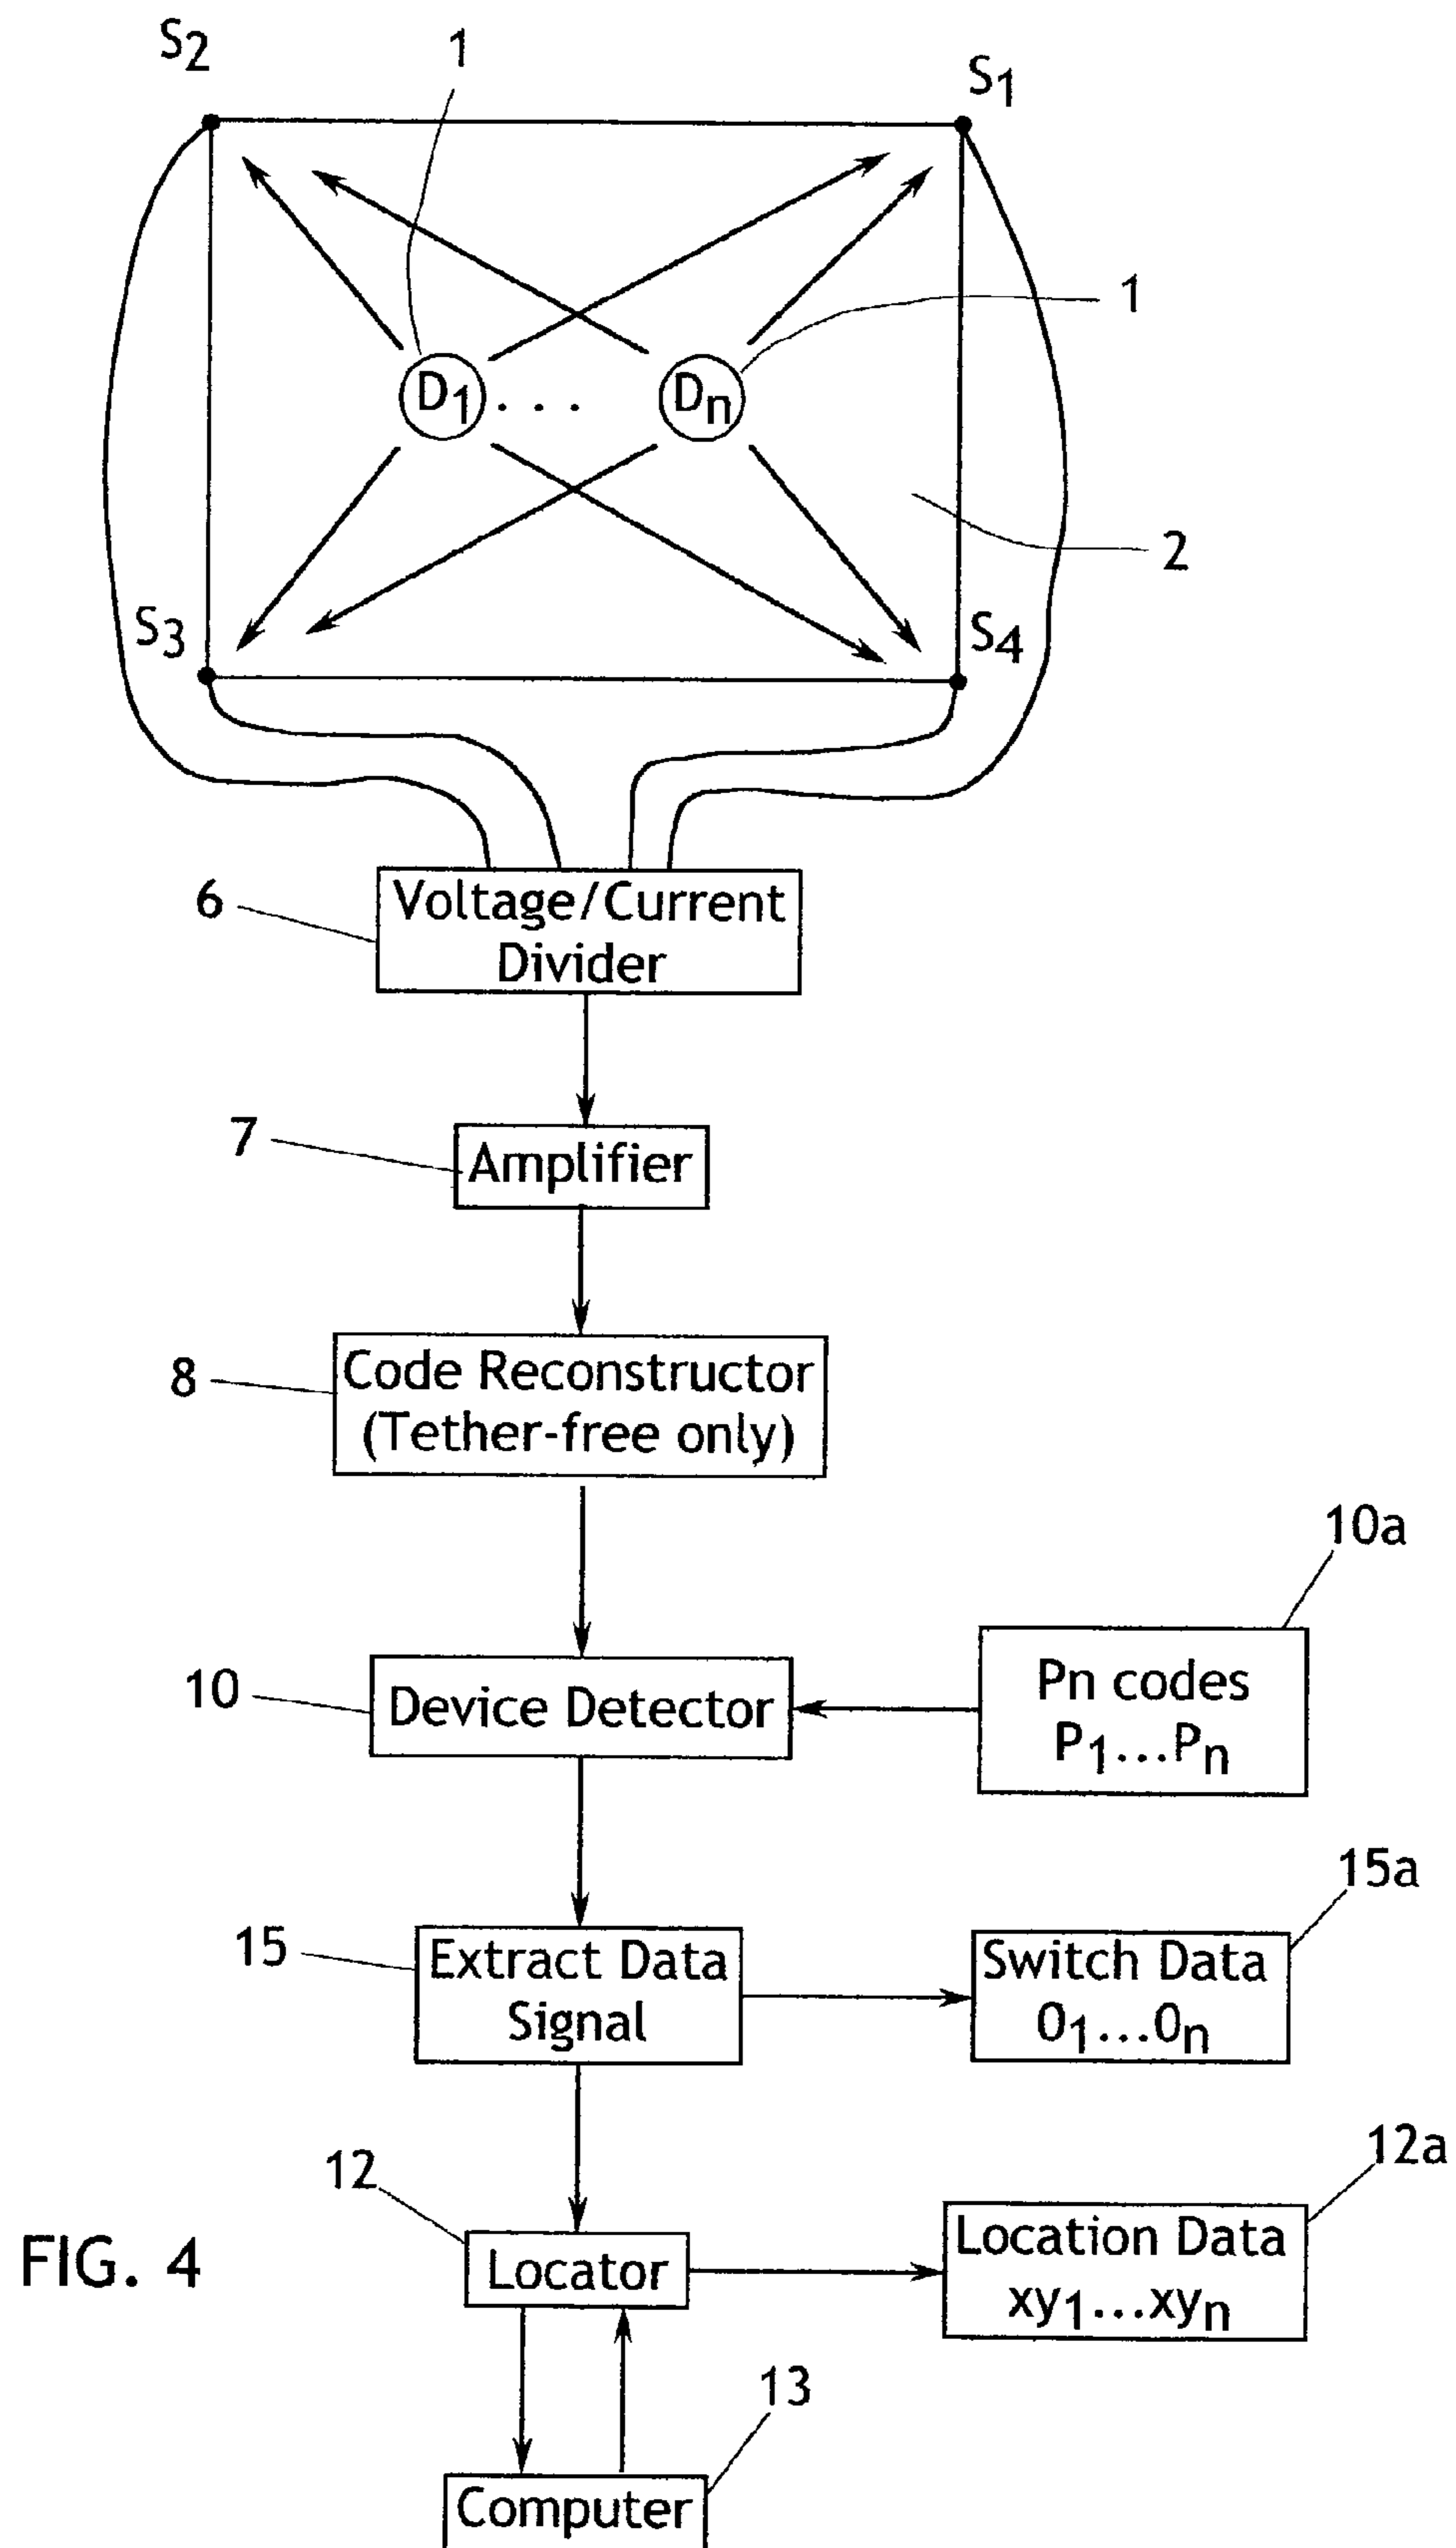 S2
1
S1
1
D1 . . . Dn
2
S3
S4
6
Voltage/Current
Divider
7
Amplifier
8
Code Reconstructor
(Tether-free only)
10a
10
Device Detector
Pn codes
P1...Pn
15a
15
Extract Data
Signal
Switch Data
O1...On
12
12a
Locator
Location Data
xy1...xyn
FIG. 4
13
Computer